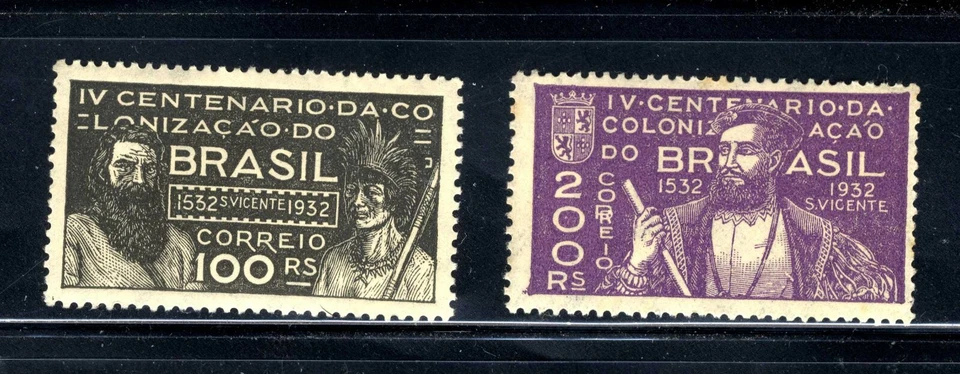 IV CENTENARIO·DA·CO
LONIZAÇÃO·DO
BRASIL
1532 S.VICENTE 1932
CORREIO
100 RS
IV·CENTENARIO·DA·
COLONIZAÇÃO
DO BRASIL
1532 1932
S.VICENTE
CORREIO
200 RS